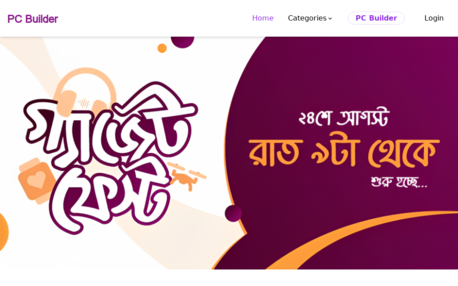 PC Builder
Home Categories PC Builder Login
গ্যাজেট
ফেস্ট
২৪শে আগস্ট
রাত ৯টা থেকে
শুরু হচ্ছে...